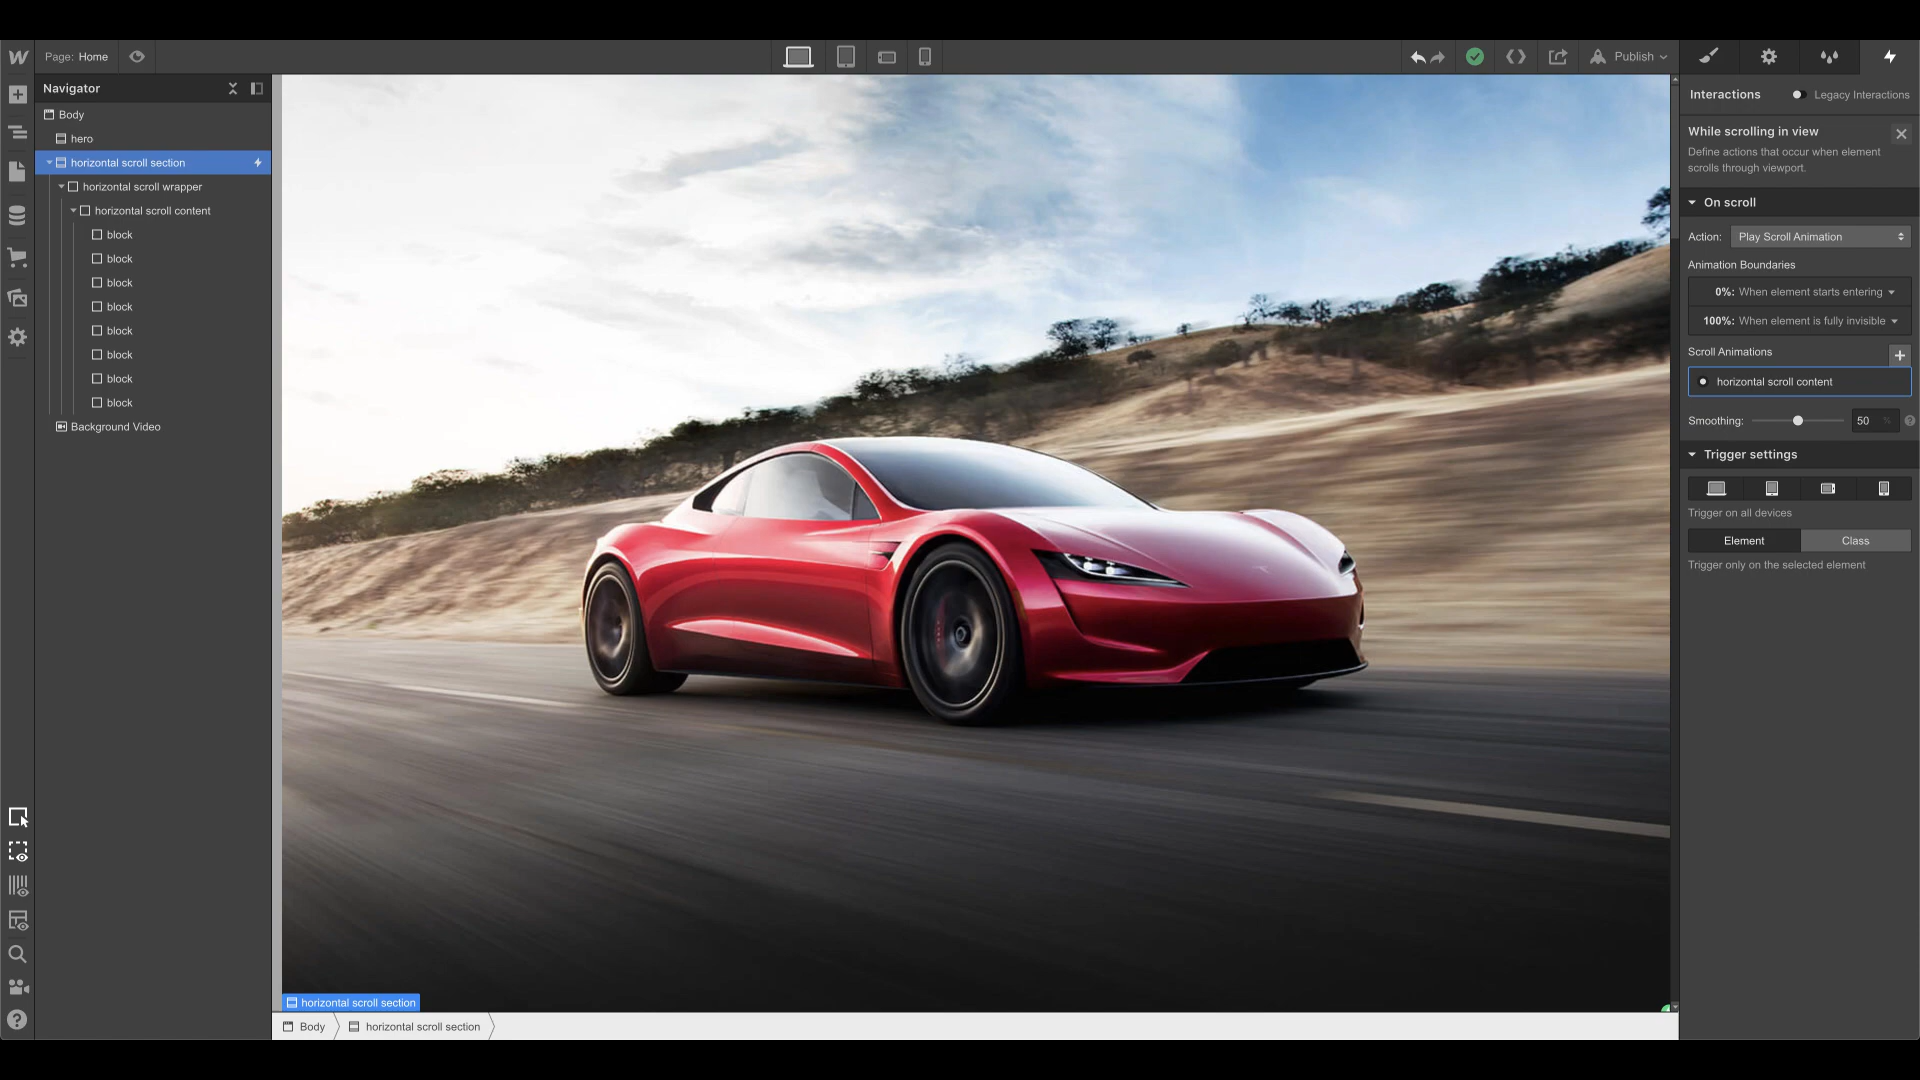 Page: Home
Publish
Navigator
Body
hero
horizontal scroll section
horizontal scroll wrapper
horizontal scroll content
block
block
block
block
block
block
block
block
Background Video
horizontal scroll section
Body
horizontal scroll section
Interactions
Legacy Interactions
While scrolling in view
Define actions that occur when element
scrolls through viewport.
On scroll
Action: Play Scroll Animation
Animation Boundaries
0%: When element starts entering
100%: When element is fully invisible
Scroll Animations
horizontal scroll content
Smoothing: 50 %
Trigger settings
Trigger on all devices
Element Class
Trigger only on the selected element